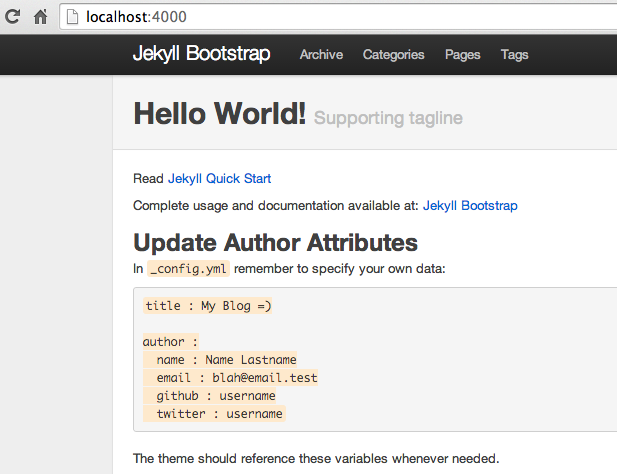 localhost:4000
Jekyll Bootstrap Archive Categories Pages Tags
Hello World! Supporting tagline
Read Jekyll Quick Start
Complete usage and documentation available at: Jekyll Bootstrap
Update Author Attributes
In _config.yml remember to specify your own data:
title : My Blog =)
author :
name : Name Lastname
email : blah@email.test
github : username
twitter : username
The theme should reference these variables whenever needed.